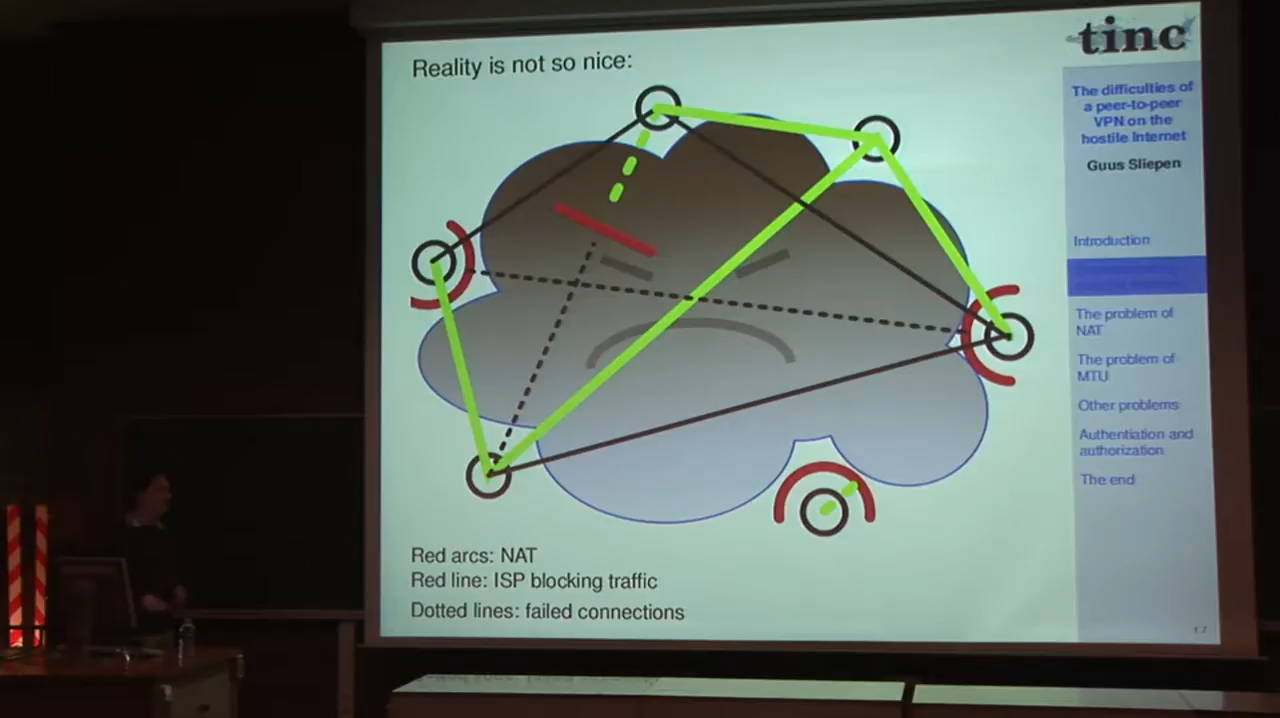 Reality is not so nice:
tinc
The difficulties of
a peer-to-peer
VPN on the
hostile Internet
Guus Sliepen
Introduction
The problem of
NAT
The problem of
MTU
Other problems
Authentiation and
authorization
The end
Red arcs: NAT
Red line: ISP blocking traffic
Dotted lines: failed connections